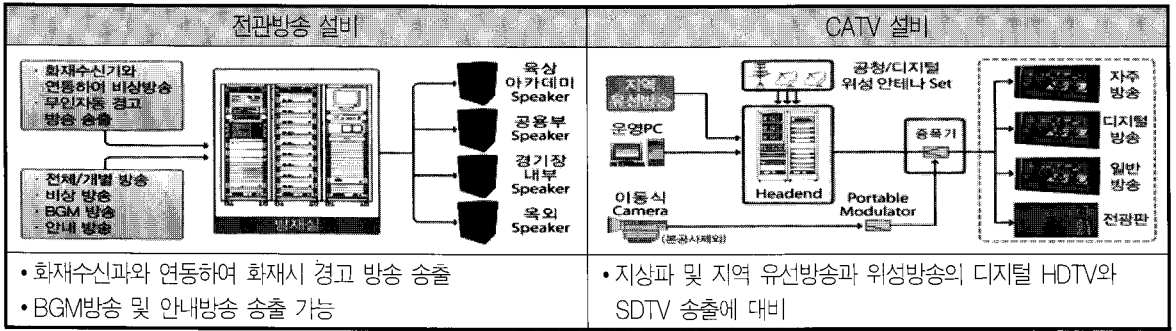 전관방송 설비
· 화재수신기와
연동하여 비상방송
· 무인자동 경고
방송 송출
· 전체/개별 방송
· 비상 방송
· BGM 방송
· 안내 방송
방재실
육상
아카데미
Speaker
공용부
Speaker
경기장
내부
Speaker
옥외
Speaker
• 화재수신과와 연동하여 화재시 경고 방송 송출
• BGM방송 및 안내방송 송출 가능
CATV 설비
지역
공청/디지털
위성 안테나 Set
운영PC
Headend
이동식
Camera
(본공사제외)
Portable
Modulator
증폭기
자주
방송
디지털
방송
일반
방송
전광판
• 지상파 및 지역 유선방송과 위성방송의 디지털 HDTV와
SDTV 송출에 대비